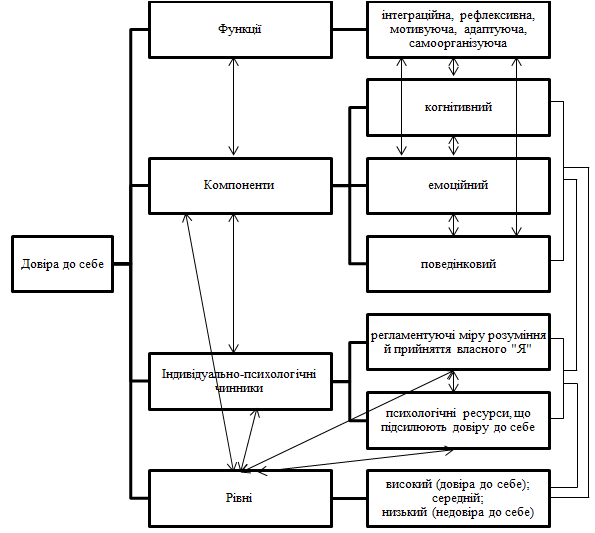 Функції
інтеграційна, рефлексивна,
мотивуюча, адаптуюча,
самоорганізуюча
когнітивний
Компоненти
емоційний
Довіра до себе
поведінковий
регламентуючі міру розуміння
й прийняття власного "Я"
Індивідуально-психологічні
чинники
психологічні ресурси, що
підсилюють довіру до себе
Рівні
високий (довіра до себе);
середній;
низький (недовіра до себе)